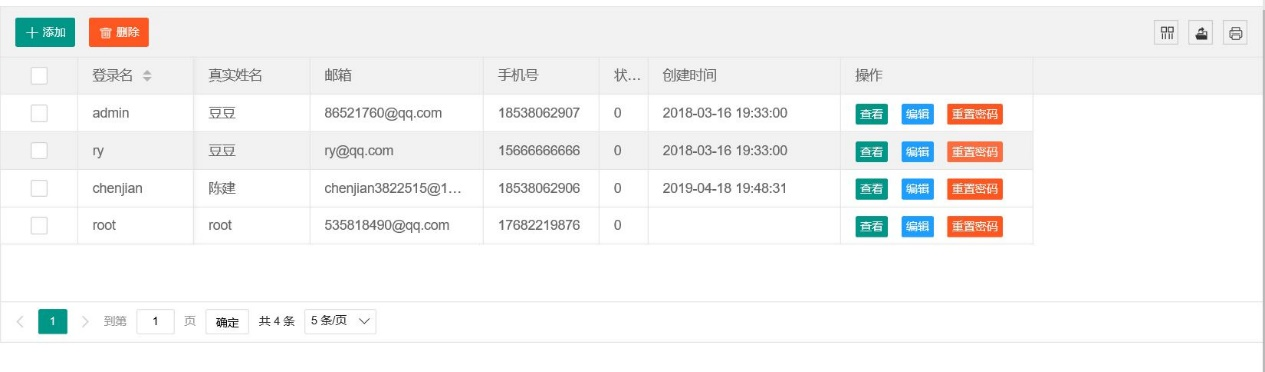 添加 删除
登录名 真实姓名 邮箱 手机号 状... 创建时间 操作
admin 豆豆 86521760@qq.com 18538062907 0 2018-03-16 19:33:00 查看 编辑 重置密码
ry 豆豆 ry@qq.com 15666666666 0 2018-03-16 19:33:00 查看 编辑 重置密码
chenjian 陈建 chenjian3822515@1... 18538062906 0 2019-04-18 19:48:31 查看 编辑 重置密码
root root 535818490@qq.com 17682219876 0 查看 编辑 重置密码
1 到第 1 页 确定 共 4 条 5 条/页